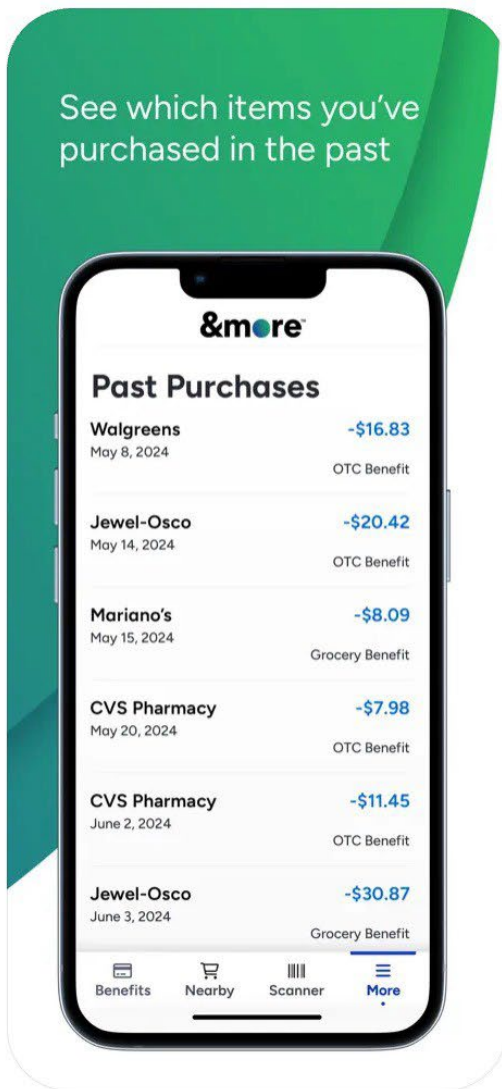 See which items you've
purchased in the past
&more™
Past Purchases
Walgreens -$16.83
May 8, 2024
OTC Benefit
Jewel-Osco -$20.42
May 14, 2024
OTC Benefit
Mariano's -$8.09
May 15, 2024
Grocery Benefit
CVS Pharmacy -$7.98
May 20, 2024
OTC Benefit
CVS Pharmacy -$11.45
June 2, 2024
OTC Benefit
Jewel-Osco -$30.87
June 3, 2024
Grocery Benefit
Benefits Nearby Scanner More